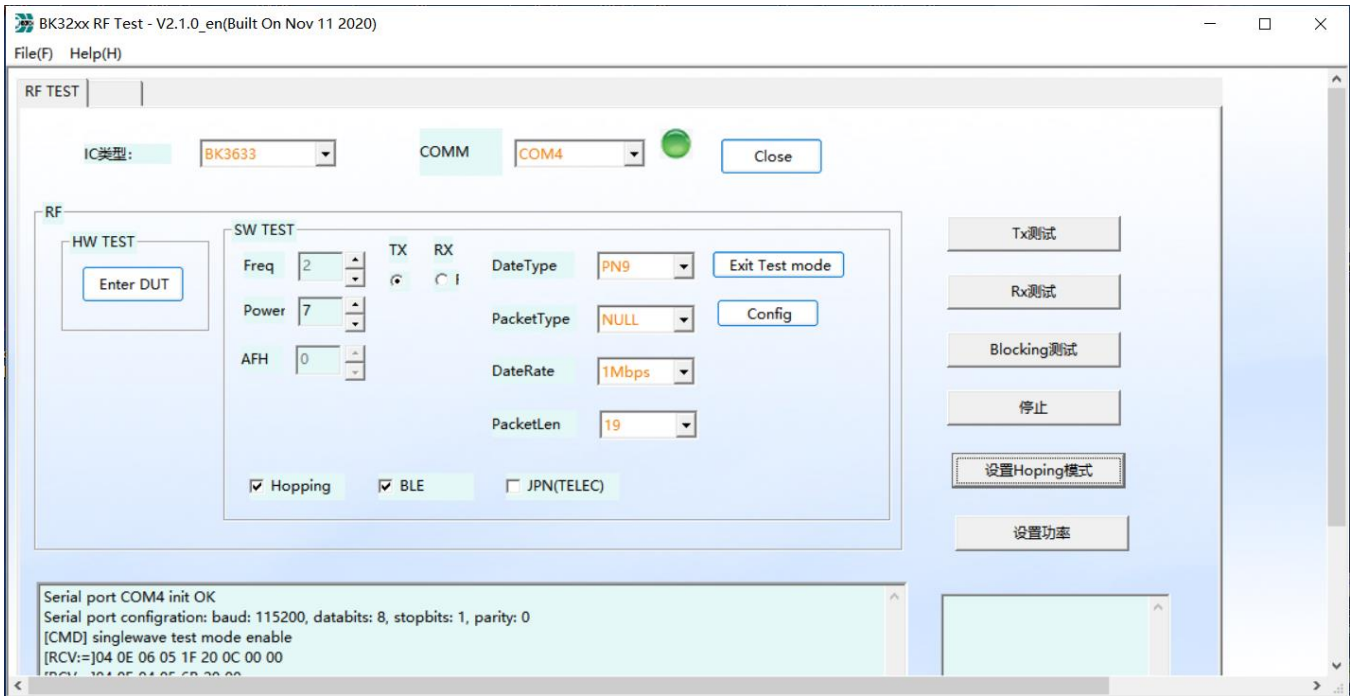 BK32xx RF Test - V2.1.0_en(Built On Nov 11 2020)
File(F) Help(H)
RF TEST
IC类型: BK3633 COMM COM4 Close
RF
HW TEST
Enter DUT
SW TEST
Freq 2 TX RX DateType PN9 Exit Test mode
Power 7 PacketType NULL Config
AFH 0 DateRate 1Mbps
PacketLen 19
Hopping BLE JPN(TELEC)
Tx测试
Rx测试
Blocking测试
停止
设置Hoping模式
设置功率
Serial port COM4 init OK
Serial port configration: baud: 115200, databits: 8, stopbits: 1, parity: 0
[CMD] singlewave test mode enable
[RCV:=]04 0E 06 05 1F 20 0C 00 00